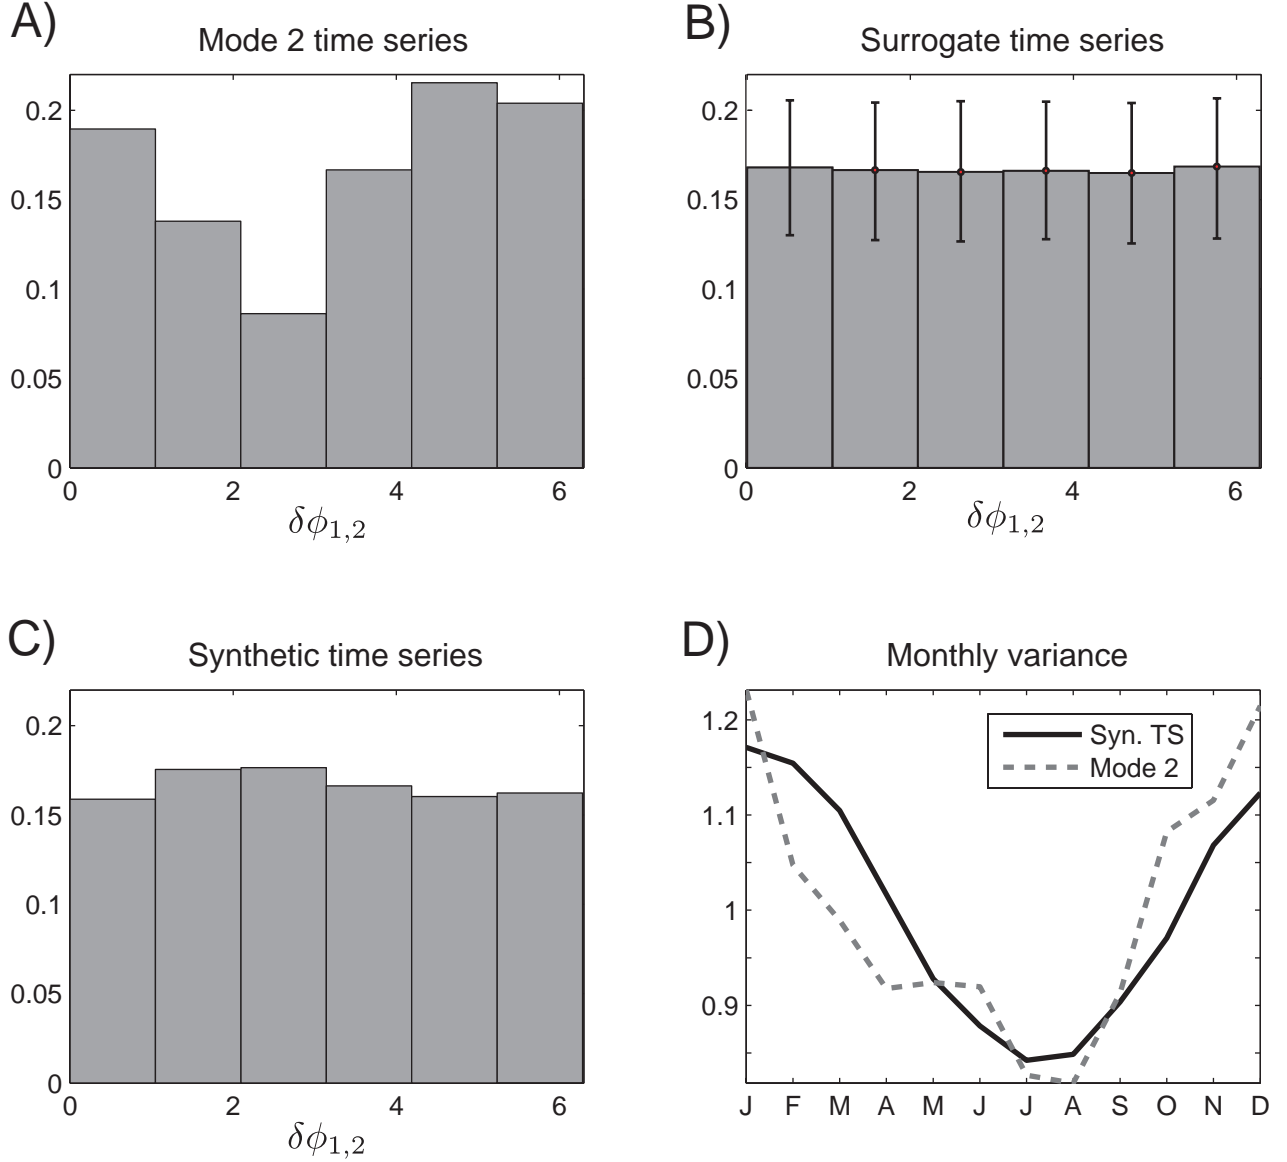 A)
Mode 2 time series
0.2
0.15
0.1
0.05
0
0 2 4 6
δϕ1,2
B)
Surrogate time series
0.2
0.15
0.1
0.05
0
0 2 4 6
δϕ1,2
C)
Synthetic time series
0.2
0.15
0.1
0.05
0
0 2 4 6
δϕ1,2
D)
Monthly variance
1.2
1.1
1
0.9
Syn. TS
Mode 2
J F M A M J J A S O N D